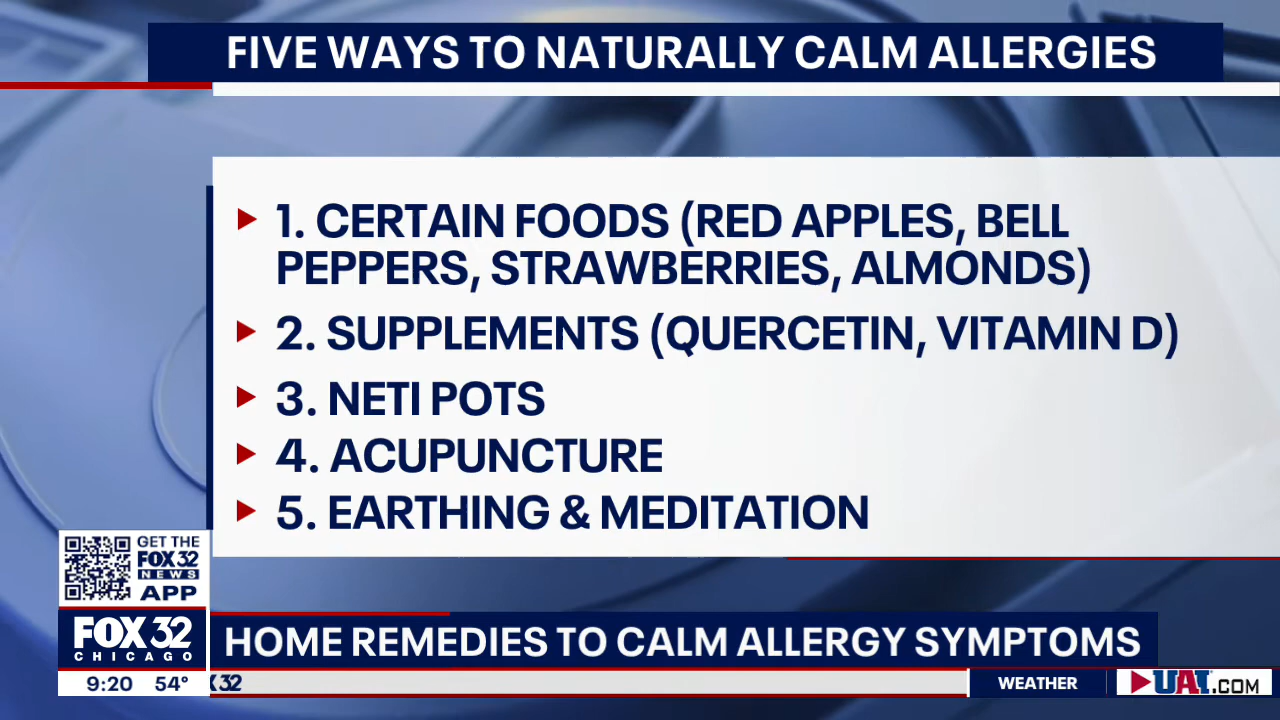 FIVE WAYS TO NATURALLY CALM ALLERGIES
1. CERTAIN FOODS (RED APPLES, BELL
PEPPERS, STRAWBERRIES, ALMONDS)
2. SUPPLEMENTS (QUERCETIN, VITAMIN D)
3. NETI POTS
4. ACUPUNCTURE
5. EARTHING & MEDITATION
GET THE
FOX 32
NEWS
APP
FOX 32
CHICAGO
HOME REMEDIES TO CALM ALLERGY SYMPTOMS
9:20 54°
X 32
WEATHER
.COM